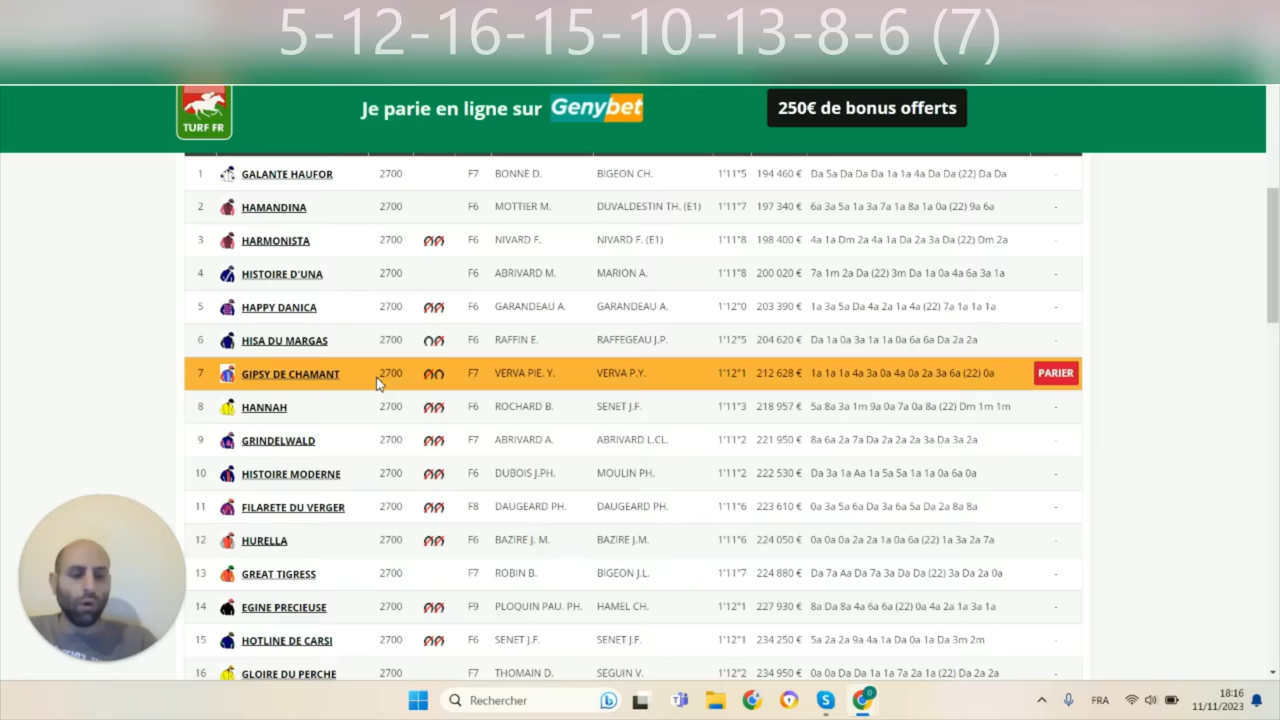 5-12-16-15-10-13-8-6 (7)
TURF FR
Je parie en ligne sur Genybet
250€ de bonus offerts
1 GALANTE HAUFOR 2700 F7 BONNE D. BIGEON CH. 1'11"5 194 460 € Da 5a Da Da Da 1a 1a 4a Da Da (22) Da Da -
2 HAMANDINA 2700 F6 MOTTIER M. DUVALDESTIN TH. (E1) 1'11"7 197 340 € 6a 3a 5a 1a 3a 7a 1a 8a 1a 0a (22) 9a 6a -
3 HARMONISTA 2700 F6 NIVARD F. NIVARD F. (E1) 1'11"8 198 400 € 4a 1a Dm 2a 4a 1a Da 2a 3a Da (22) Dm 2a -
4 HISTOIRE D'UNA 2700 F6 ABRIVARD M. MARION A. 1'11"8 200 020 € 7a 1m 2a Da (22) 3m Da 1a 0a 4a 6a 3a 1a -
5 HAPPY DANICA 2700 F6 GARANDEAU A. GARANDEAU A. 1'12"0 203 390 € 1a 3a 5a Da 4a 2a 1a 4a (22) 7a 1a 1a 1a -
6 HISA DU MARGAS 2700 F6 RAFFIN E. RAFFEGEAU J.P. 1'12"5 204 620 € Da 1a 0a 3a 1a 1a 0a 6a 6a Da 2a 2a -
7 GIPSY DE CHAMANT 2700 F7 VERVA PIE. Y. VERVA P.Y. 1'12"1 212 628 € 1a 1a 1a 4a 3a 0a 4a 0a 2a 3a 6a (22) 0a PARIER
8 HANNAH 2700 F6 ROCHARD B. SENET J.F. 1'11"3 218 957 € 5a 8a 3a 1m 9a 0a 7a 0a 8a (22) Dm 1m 1m -
9 GRINDELWALD 2700 F7 ABRIVARD A. ABRIVARD L.CL. 1'11"2 221 950 € 8a 6a 2a 7a Da 2a 2a 2a 3a Da 3a 2a -
10 HISTOIRE MODERNE 2700 F6 DUBOIS J.PH. MOULIN PH. 1'11"2 222 530 € Da 3a 1a Aa 1a 5a 5a 1a 1a 0a 6a 0a -
11 FILARETE DU VERGER 2700 F8 DAUGEARD PH. DAUGEARD PH. 1'11"6 223 610 € 0a 3a 5a 6a Da 3a 6a 5a Da 2a 8a 8a -
12 HURELLA 2700 F6 BAZIRE J. M. BAZIRE J.M. 1'11"6 224 050 € 0a 0a 0a 2a 2a 1a 0a 6a (22) 1a 3a 2a 7a -
13 GREAT TIGRESS 2700 F7 ROBIN B. BIGEON J.L. 1'11"7 224 880 € Da 7a Aa Da 7a 3a Da Da (22) 3a Da 2a 0a -
14 EGINE PRECIEUSE 2700 F9 PLOQUIN PAU. PH. HAMEL CH. 1'12"1 227 930 € 8a Da 8a 4a 6a 6a (22) 0a 4a 2a 1a 3a 1a -
15 HOTLINE DE CARSI 2700 F6 SENET J.F. SENET J.F. 1'12"1 234 250 € 5a 2a 2a 9a 4a 1a Da 0a 1a Da 3m 2m -
16 GLOIRE DU PERCHE 2700 F7 THOMAIN D. SEGUIN V. 1'12"2 234 950 € 0a 0a Da Da 1a 1a 7a 2a 1a (22) Da 2a 2a -
Rechercher
FRA
18:16
11/11/2023